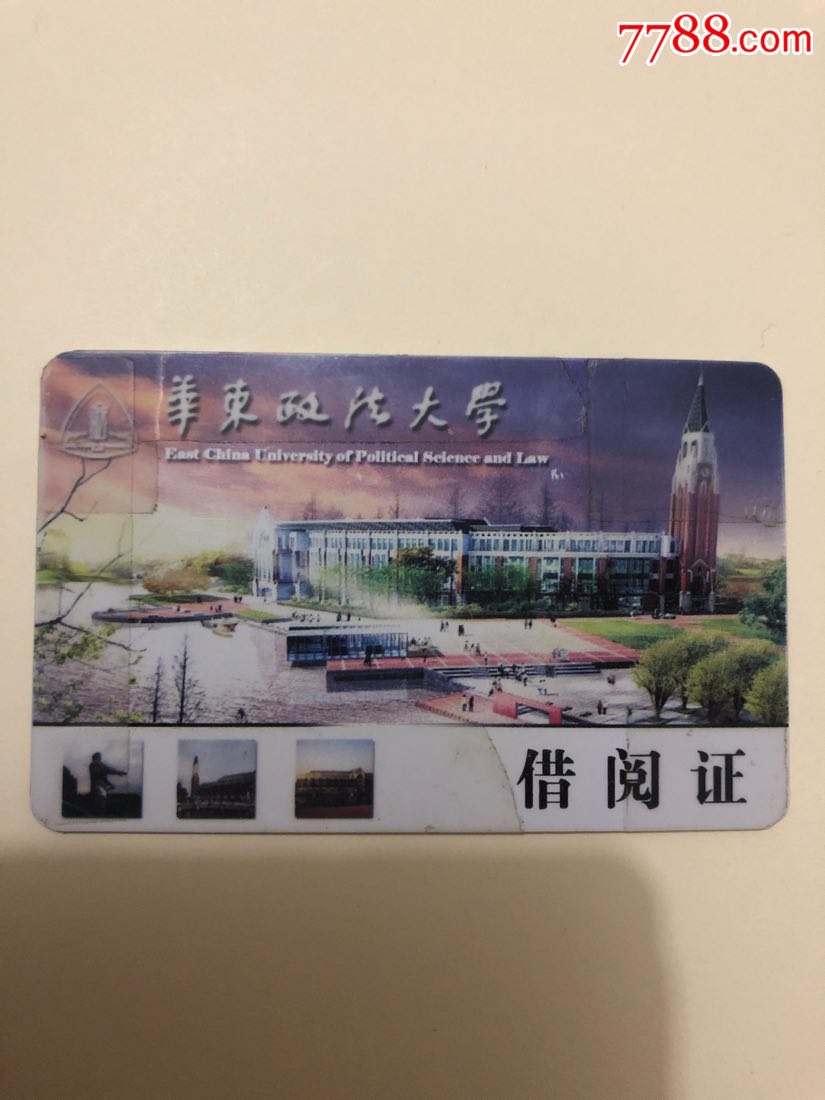 7788.com
華東政法大學
East China University of Political Science and Law
借阅证